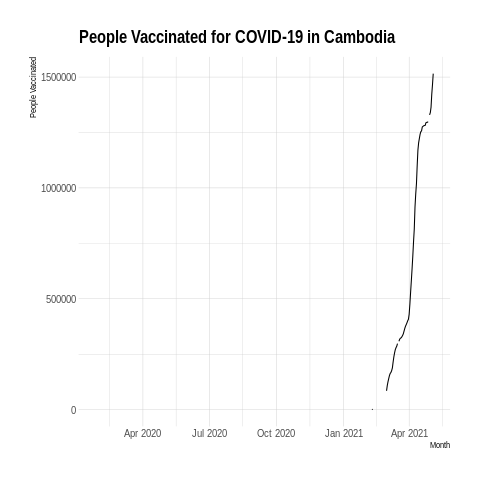 People Vaccinated for COVID-19 in Cambodia
People Vaccinated
1500000
1000000
500000
0
Apr 2020 Jul 2020 Oct 2020 Jan 2021 Apr 2021
Month